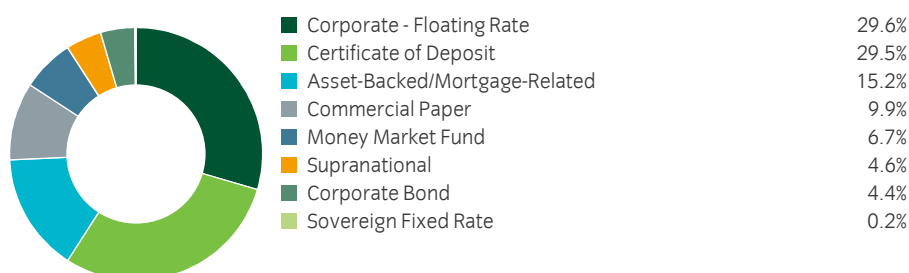 Corporate - Floating Rate 29.6%
Certificate of Deposit 29.5%
Asset-Backed/Mortgage-Related 15.2%
Commercial Paper 9.9%
Money Market Fund 6.7%
Supranational 4.6%
Corporate Bond 4.4%
Sovereign Fixed Rate 0.2%